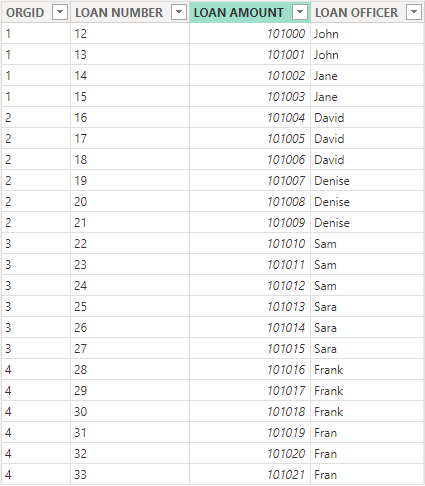 ORGID LOAN NUMBER LOAN AMOUNT LOAN OFFICER
1 12 101000 John
1 13 101001 John
1 14 101002 Jane
1 15 101003 Jane
2 16 101004 David
2 17 101005 David
2 18 101006 David
2 19 101007 Denise
2 20 101008 Denise
2 21 101009 Denise
3 22 101010 Sam
3 23 101011 Sam
3 24 101012 Sam
3 25 101013 Sara
3 26 101014 Sara
3 27 101015 Sara
4 28 101016 Frank
4 29 101017 Frank
4 30 101018 Frank
4 31 101019 Fran
4 32 101020 Fran
4 33 101021 Fran